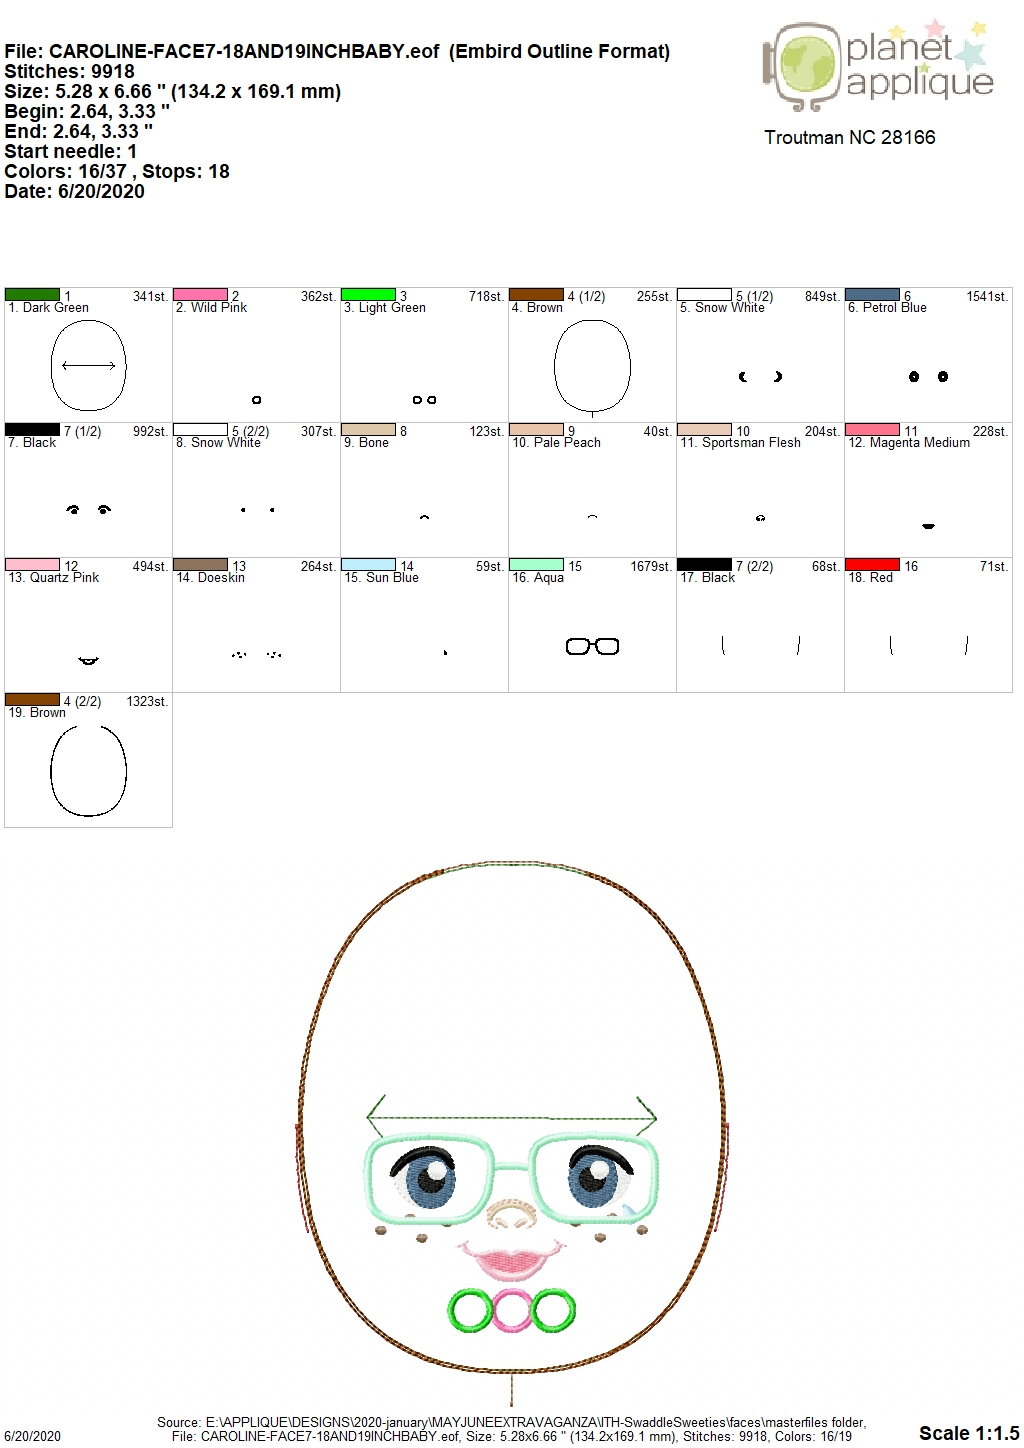 File: CAROLINE-FACE7-18AND19INCHBABY.eof (Embird Outline Format)
Stitches: 9918
Size: 5.28 x 6.66 " (134.2 x 169.1 mm)
Begin: 2.64, 3.33 "
End: 2.64, 3.33 "
Start needle: 1
Colors: 16/37 , Stops: 18
Date: 6/20/2020
planet
applique
Troutman NC 28166
1 341st. 2 362st. 3 718st. 4 (1/2) 255st. 5 (1/2) 849st. 6 1541st.
1. Dark Green 2. Wild Pink 3. Light Green 4. Brown 5. Snow White 6. Petrol Blue
7 (1/2) 992st. 5 (2/2) 307st. 8 123st. 9 40st. 10 204st. 11 228st.
7. Black 8. Snow White 9. Bone 10. Pale Peach 11. Sportsman Flesh 12. Magenta Medium
12 494st. 13 264st. 14 59st. 15 1679st. 7 (2/2) 68st. 16 71st.
13. Quartz Pink 14. Doeskin 15. Sun Blue 16. Aqua 17. Black 18. Red
4 (2/2) 1323st.
19. Brown
Source: E:\APPLIQUE\DESIGNS\2020-january\MAYJUNEEXTRAVAGANZA\ITH-SwaddleSweeties\faces\masterfiles folder,
6/20/2020 File: CAROLINE-FACE7-18AND19INCHBABY.eof, Size: 5.28x6.66 " (134.2x169.1 mm), Stitches: 9918, Colors: 16/19 Scale 1:1.5